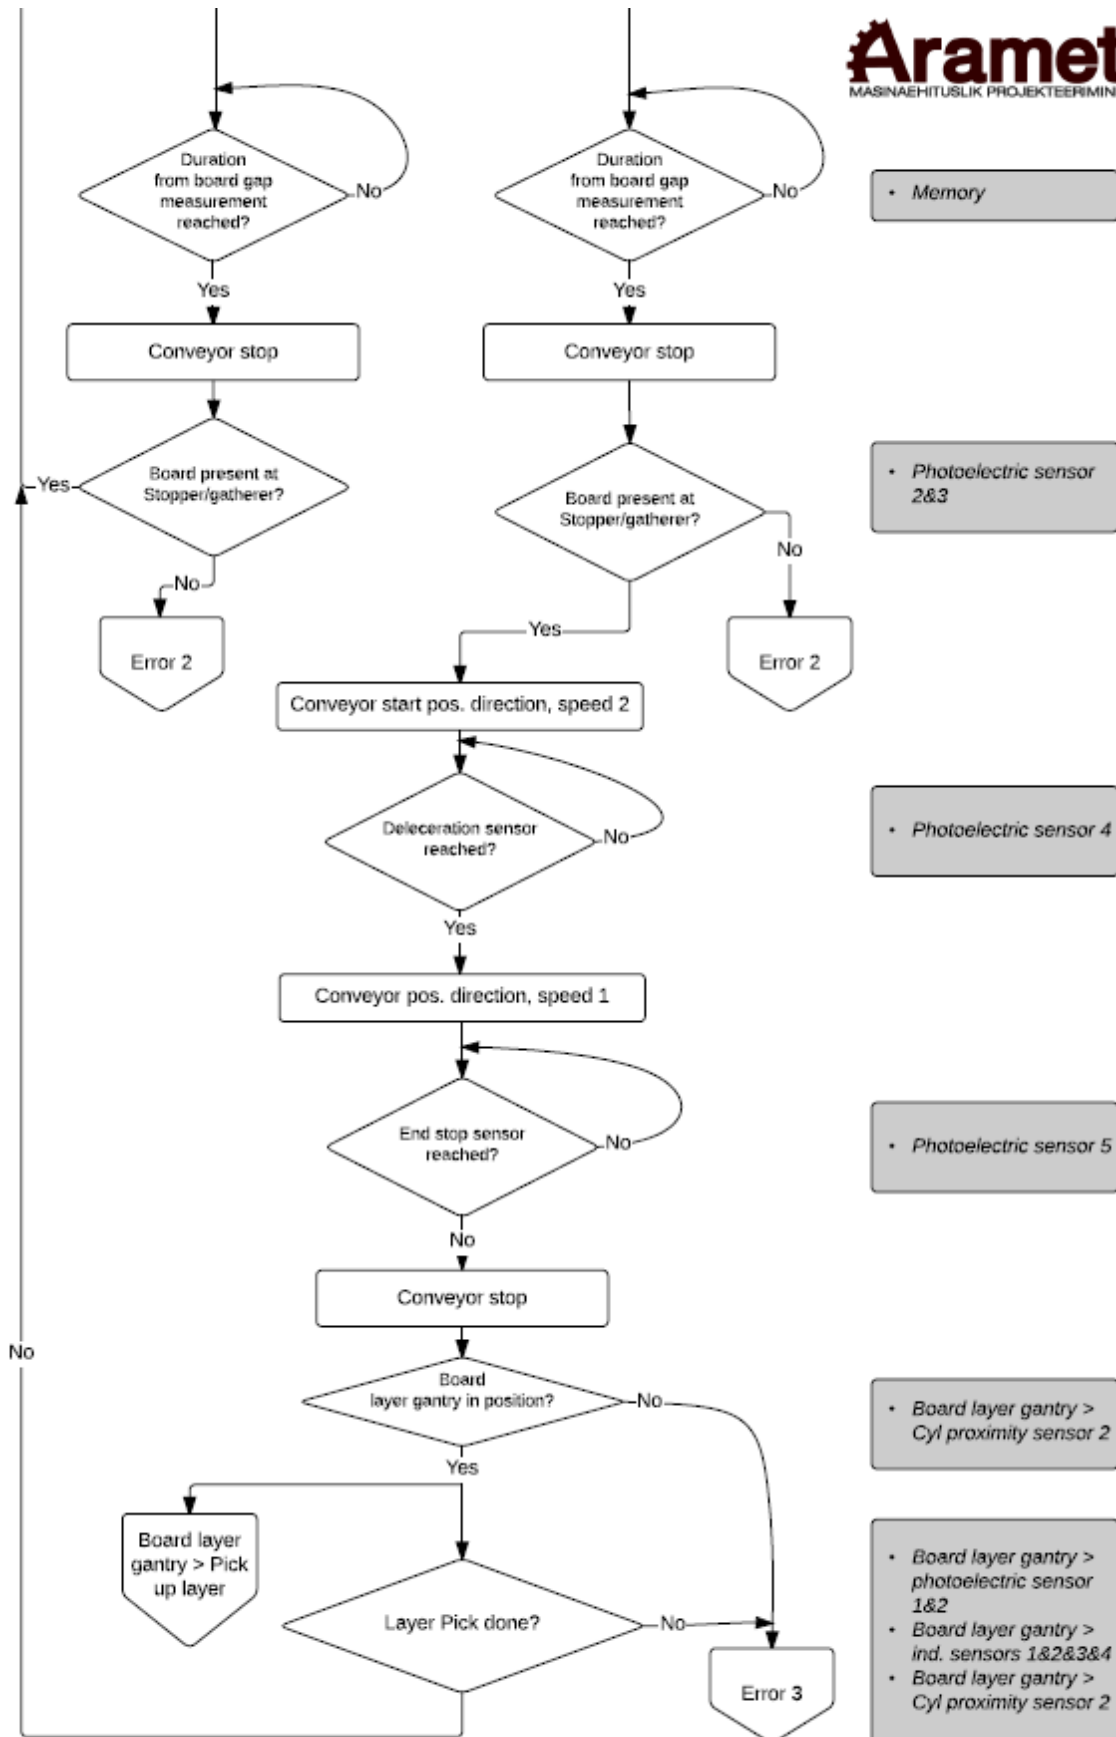 Aramet
MASINAEHITUSLIK PROJEKTEERIMIN
Duration
from board gap
measurement
reached?
No
Duration
from board gap
measurement
reached?
No
• Memory
Yes
Yes
Conveyor stop
Conveyor stop
Board present at
Stopper/gatherer?
Yes
No
Board present at
Stopper/gatherer?
No
• Photoelectric sensor
2&3
Error 2
Yes
Error 2
Conveyor start pos. direction, speed 2
Deleceration sensor
reached?
No
• Photoelectric sensor 4
Yes
Conveyor pos. direction, speed 1
End stop sensor
reached?
No
• Photoelectric sensor 5
No
Conveyor stop
No
Board
layer gantry in position?
No
• Board layer gantry >
Cyl proximity sensor 2
Yes
Board layer
gantry > Pick
up layer
Layer Pick done?
No
Error 3
• Board layer gantry >
photoelectric sensor
1&2
• Board layer gantry >
ind. sensors 1&2&3&4
• Board layer gantry >
Cyl proximity sensor 2